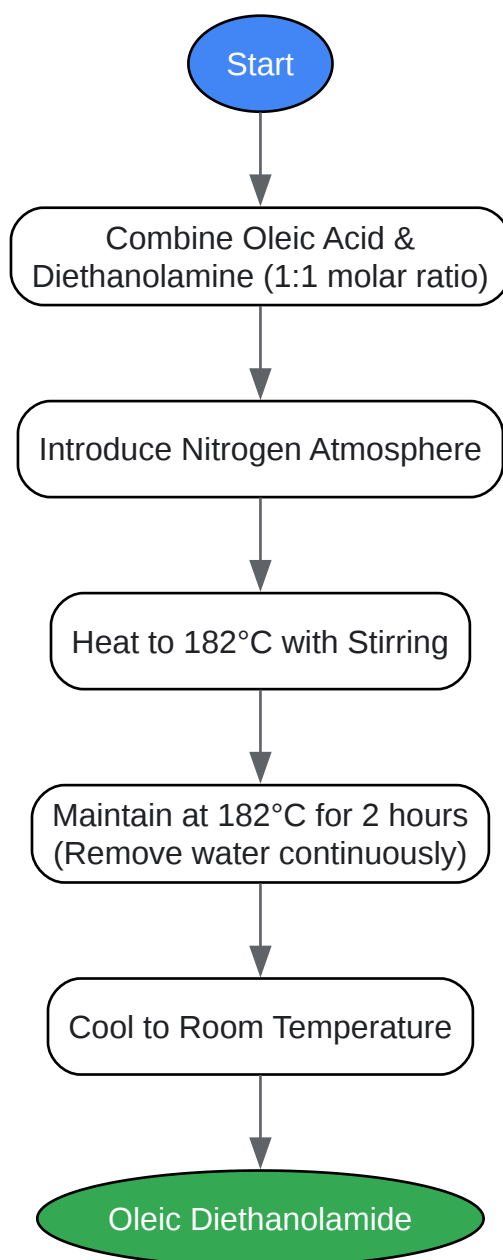 Start
Combine Oleic Acid &
Diethanolamine (1:1 molar ratio)
Introduce Nitrogen Atmosphere
Heat to 182°C with Stirring
Maintain at 182°C for 2 hours
(Remove water continuously)
Cool to Room Temperature
Oleic Diethanolamide